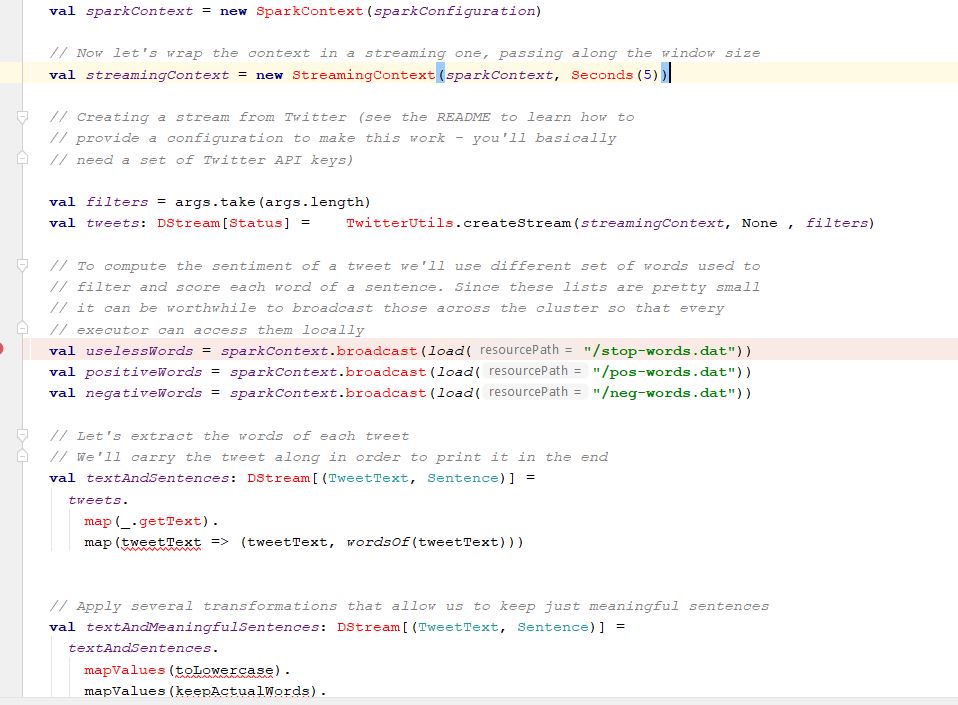 val sparkContext = new SparkContext(sparkConfiguration)
// Now let's wrap the context in a streaming one, passing along the window size
val streamingContext = new StreamingContext(sparkContext, Seconds(5))
// Creating a stream from Twitter (see the README to learn how to
// provide a configuration to make this work - you'll basically
// need a set of Twitter API keys)
val filters = args.take(args.length)
val tweets: DStream[Status] =    TwitterUtils.createStream(streamingContext, None , filters)
// To compute the sentiment of a tweet we'll use different set of words used to
// filter and score each word of a sentence. Since these lists are pretty small
// it can be worthwhile to broadcast those across the cluster so that every
// executor can access them locally
val uselessWords = sparkContext.broadcast(load( resourcePath = "/stop-words.dat"))
val positiveWords = sparkContext.broadcast(load( resourcePath = "/pos-words.dat"))
val negativeWords = sparkContext.broadcast(load( resourcePath = "/neg-words.dat"))
// Let's extract the words of each tweet
// We'll carry the tweet along in order to print it in the end
val textAndSentences: DStream[(TweetText, Sentence)] =
tweets.
map(_.getText).
map(tweetText => (tweetText, wordsOf(tweetText)))
// Apply several transformations that allow us to keep just meaningful sentences
val textAndMeaningfulSentences: DStream[(TweetText, Sentence)] =
textAndSentences.
mapValues(toLowercase).
mapValues(keepActualWords).